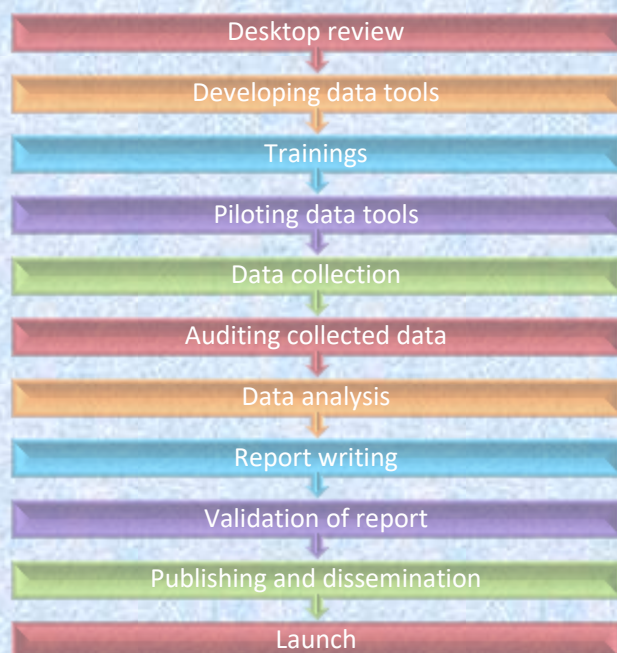 Desktop review
Developing data tools
Trainings
Piloting data tools
Data collection
Auditing collected data
Data analysis
Report writing
Validation of report
Publishing and dissemination
Launch